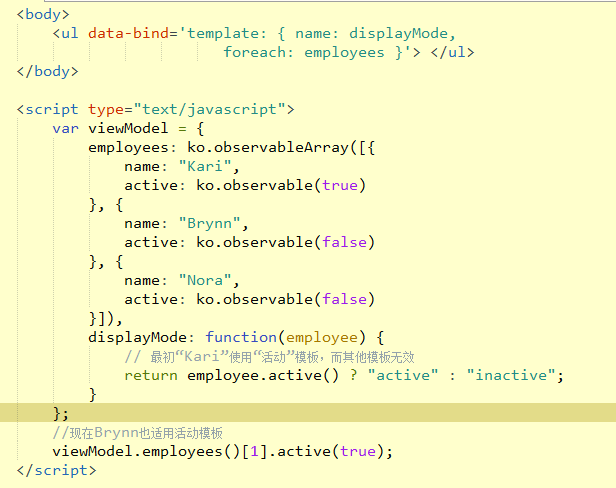 <body>
    <ul data-bind='template: { name: displayMode,
                       foreach: employees }'> </ul>
</body>

<script type="text/javascript">
    var viewModel = {
        employees: ko.observableArray([{
            name: "Kari",
            active: ko.observable(true)
        }, {
            name: "Brynn",
            active: ko.observable(false)
        }, {
            name: "Nora",
            active: ko.observable(false)
        }]),
        displayMode: function(employee) {
            // 最初“Kari”使用“活动”模板，而其他模板无效
            return employee.active() ? "active" : "inactive";
        }
    };
    //现在Brynn也适用活动模板
    viewModel.employees()[1].active(true);
</script>